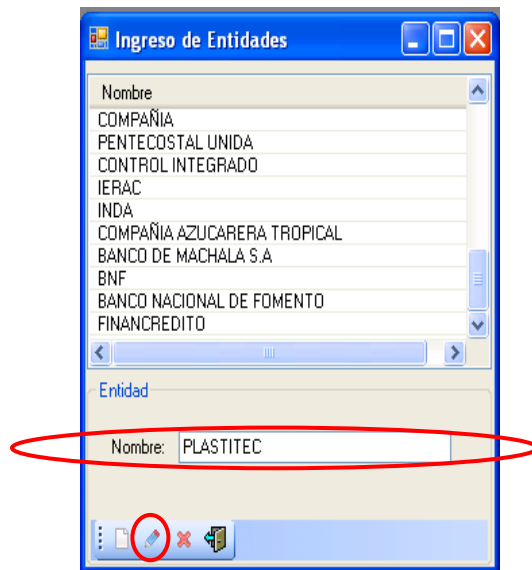 Ingreso de Entidades
Nombre
COMPAÑIA
PENTECOSTAL UNIDA
CONTROL INTEGRADO
IERAC
INDA
COMPAÑIA AZUCARERA TROPICAL
BANCO DE MACHALA S.A
BNF
BANCO NACIONAL DE FOMENTO
FINANCREDITO
Entidad
Nombre: PLASTITEC